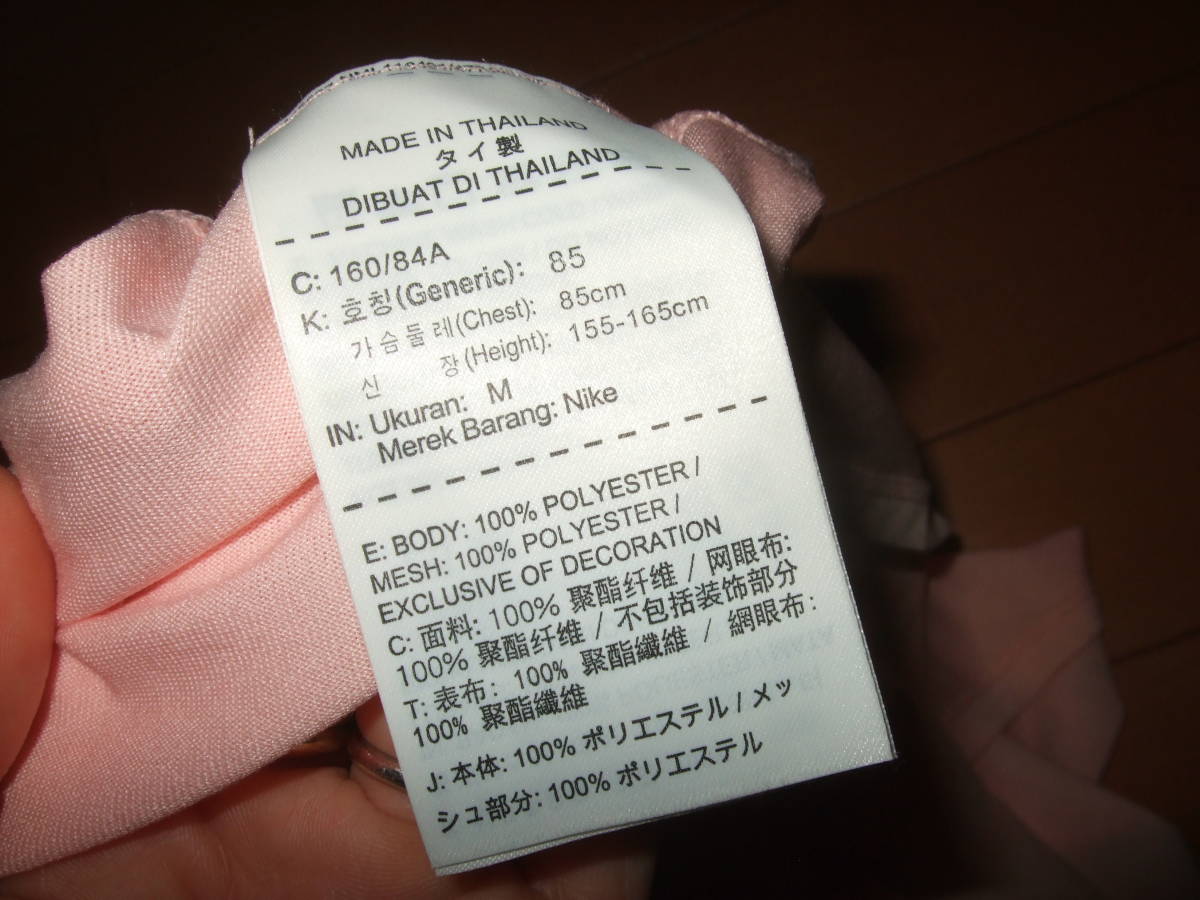 MADE IN THAILAND
タイ製
DIBUAT DI THAILAND
C: 160/84A
K: 호칭(Generic): 85
가슴둘레(Chest): 85cm
신 장(Height): 155-165cm
IN: Ukuran: M
Merek Barang: Nike
E: BODY: 100% POLYESTER /
MESH: 100% POLYESTER /
EXCLUSIVE OF DECORATION
C: 面料: 100% 聚酯纤维 / 网眼布:
100% 聚酯纤维 / 不包括装饰部分
T: 表布: 100% 聚酯纖維 / 網眼布:
100% 聚酯纖維
J: 本体: 100% ポリエステル / メッ
シュ部分: 100% ポリエステル